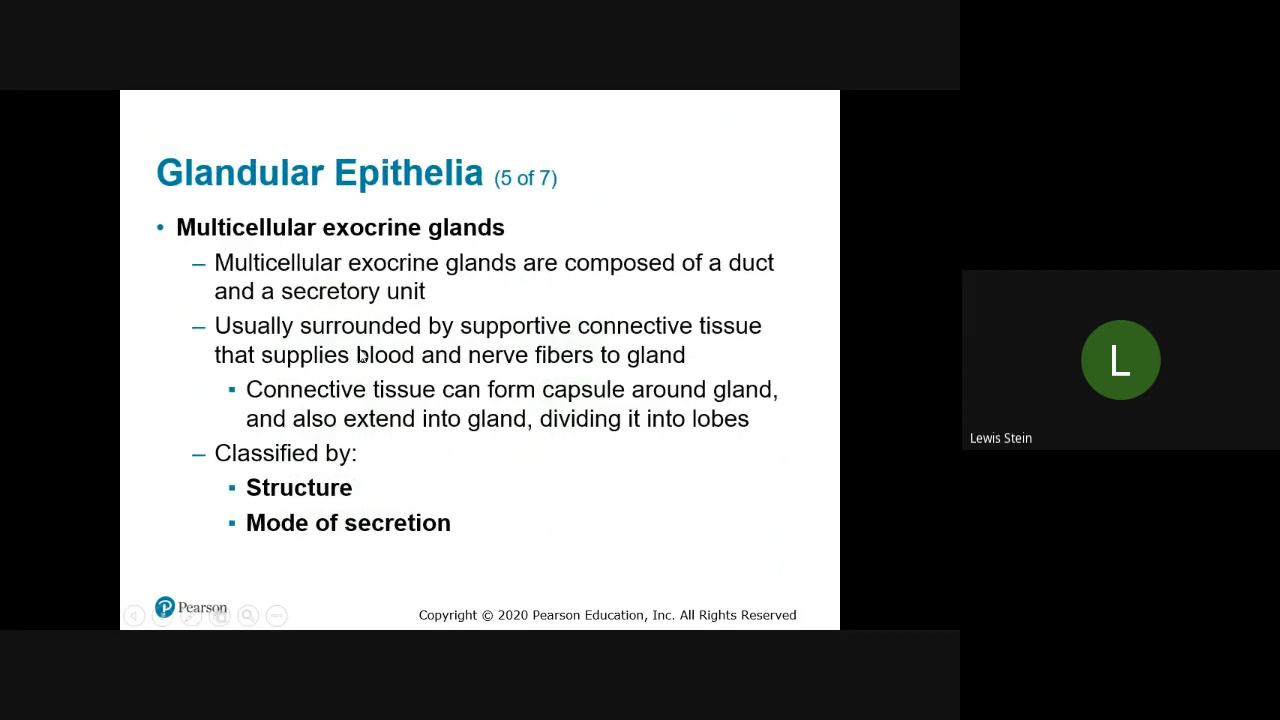 Glandular Epithelia (5 of 7)
• Multicellular exocrine glands
– Multicellular exocrine glands are composed of a duct
and a secretory unit
– Usually surrounded by supportive connective tissue
that supplies blood and nerve fibers to gland
▪ Connective tissue can form capsule around gland,
and also extend into gland, dividing it into lobes
– Classified by:
▪ Structure
▪ Mode of secretion
P Pearson
Copyright © 2020 Pearson Education, Inc. All Rights Reserved
L
Lewis Stein